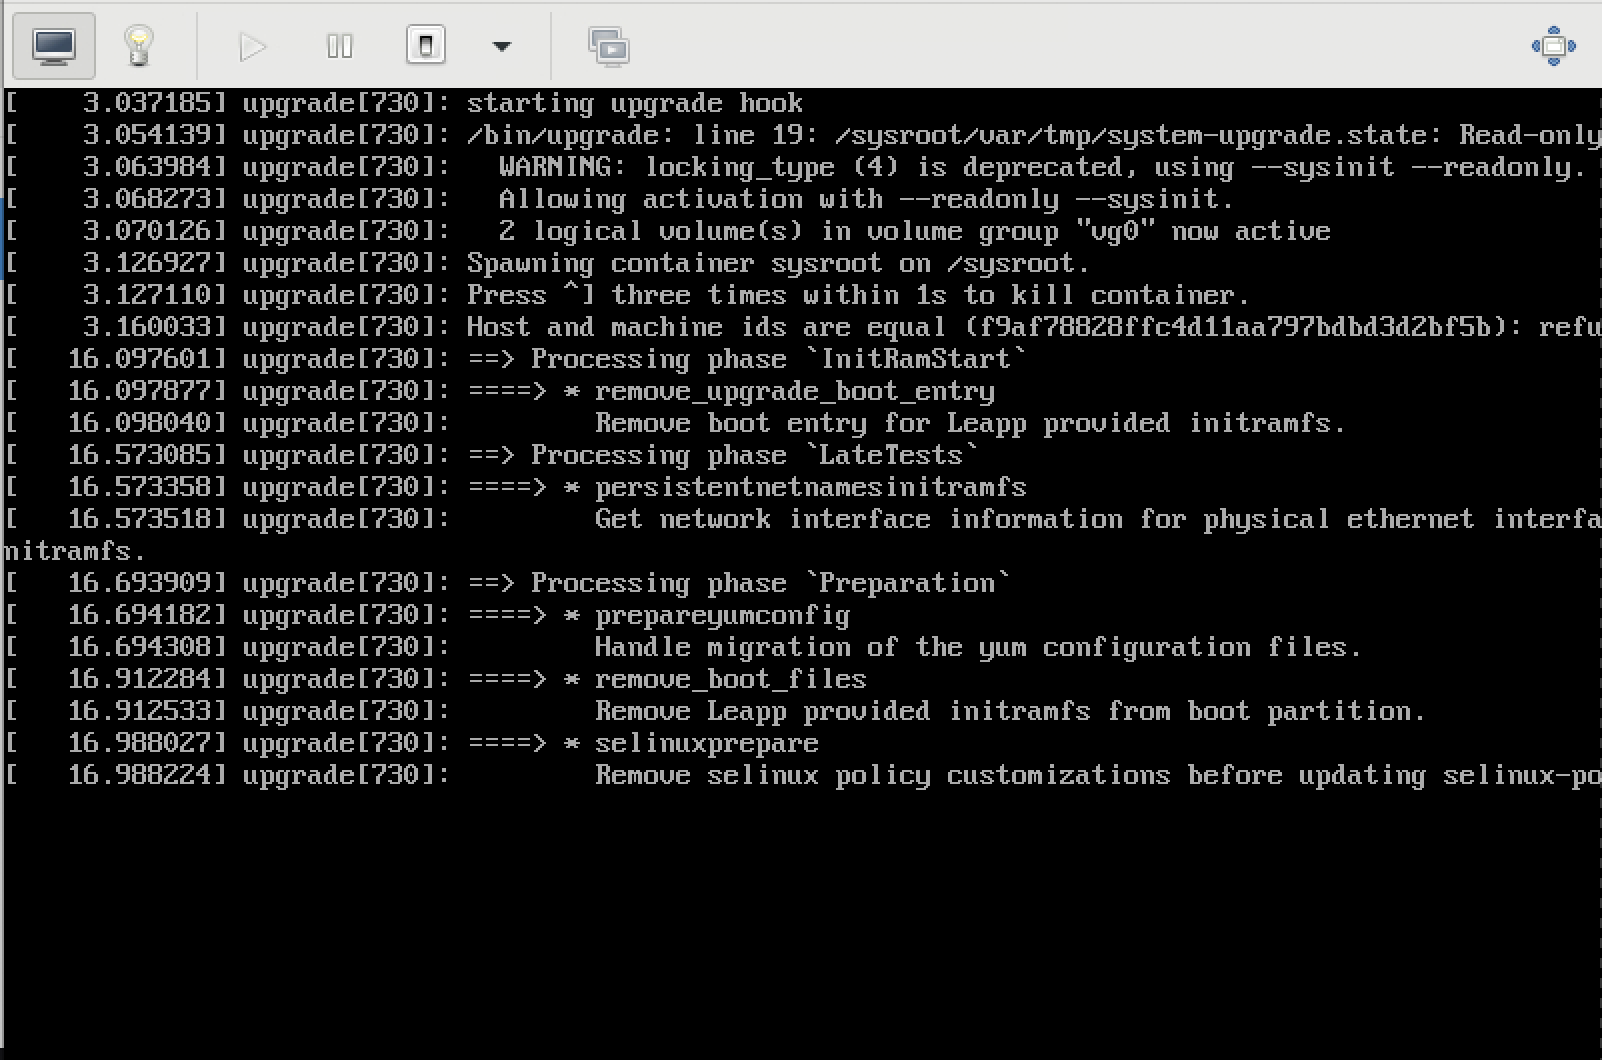 [    3.037185] upgrade[730]: starting upgrade hook
[    3.054139] upgrade[730]: /bin/upgrade: line 19: /sysroot/var/tmp/system-upgrade.state: Read-only
[    3.063984] upgrade[730]:   WARNING: locking_type (4) is deprecated, using --sysinit --readonly.
[    3.068273] upgrade[730]:   Allowing activation with --readonly --sysinit.
[    3.070126] upgrade[730]:   2 logical volume(s) in volume group "vg0" now active
[    3.126927] upgrade[730]: Spawning container sysroot on /sysroot.
[    3.127110] upgrade[730]: Press ^] three times within 1s to kill container.
[    3.160033] upgrade[730]: Host and machine ids are equal (f9af78828ffc4d11aa797bdbd3d2bf5b): refu
[   16.097601] upgrade[730]: ==> Processing phase `InitRamStart`
[   16.097877] upgrade[730]: ====> * remove_upgrade_boot_entry
[   16.098040] upgrade[730]:         Remove boot entry for Leapp provided initramfs.
[   16.573085] upgrade[730]: ==> Processing phase `LateTests`
[   16.573358] upgrade[730]: ====> * persistentnetnamesinitramfs
[   16.573518] upgrade[730]:         Get network interface information for physical ethernet interfa
nitramfs.
[   16.693909] upgrade[730]: ==> Processing phase `Preparation`
[   16.694182] upgrade[730]: ====> * prepareyumconfig
[   16.694308] upgrade[730]:         Handle migration of the yum configuration files.
[   16.912284] upgrade[730]: ====> * remove_boot_files
[   16.912533] upgrade[730]:         Remove Leapp provided initramfs from boot partition.
[   16.988027] upgrade[730]: ====> * selinuxprepare
[   16.988224] upgrade[730]:         Remove selinux policy customizations before updating selinux-po